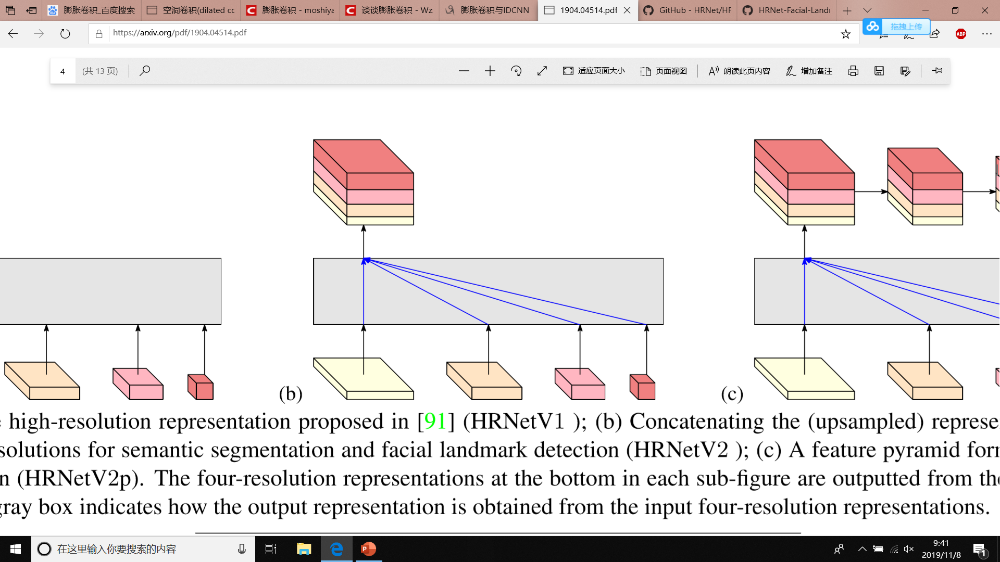 膨胀卷积_百度搜索
空洞卷积(dilated cc
膨胀卷积 - moshiya
谈谈膨胀卷积 - Wz
膨胀卷积与IDCNN
1904.04514.pdf
GitHub - HRNet/HR
HRNet-Facial-Land
拖拽上传
https://arxiv.org/pdf/1904.04514.pdf
ABP
4
(共 13 页)
适应页面大小
页面视图
朗读此页内容
增加备注
(b)
(c)
high-resolution representation proposed in [91] (HRNetV1 ); (b) Concatenating the (upsampled) represe
solutions for semantic segmentation and facial landmark detection (HRNetV2 ); (c) A feature pyramid for
n (HRNetV2p). The four-resolution representations at the bottom in each sub-figure are outputted from the
gray box indicates how the output representation is obtained from the input four-resolution representations.
在这里输入你要搜索的内容
9:41
2019/11/8
1